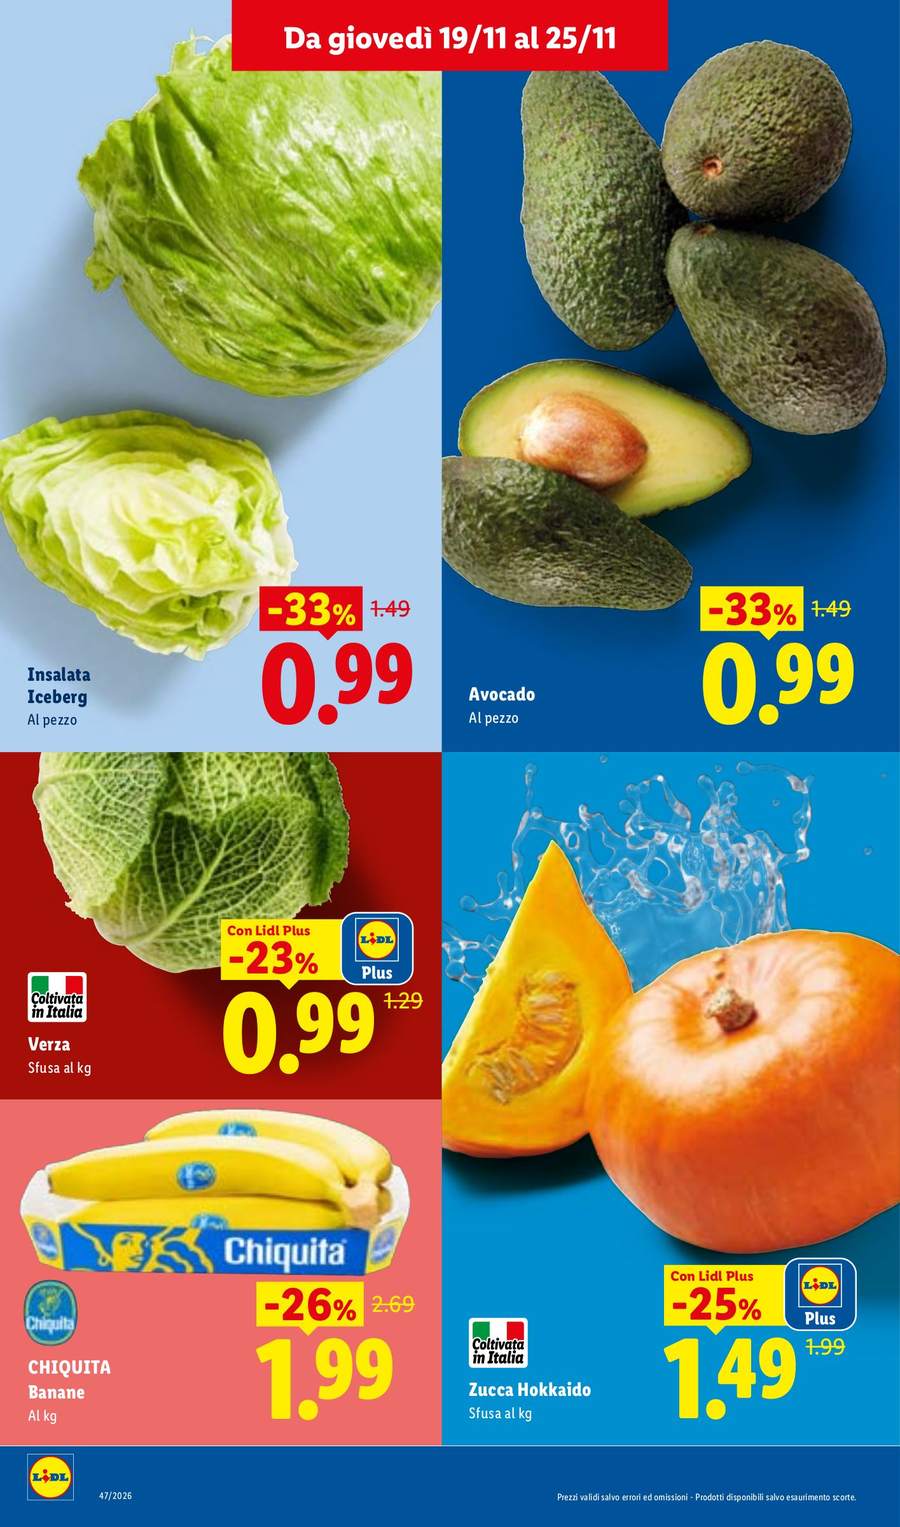 Da giovedì 19/11 al 25/11
-33%
1.49
0.99
Insalata
Iceberg
Al pezzo
-33%
1.49
0.99
Avocado
Al pezzo
Con Lidl Plus
-23%
LIDL
Plus
1.29
0.99
Coltivata
in Italia
Verza
Sfusa al kg
Chiquita
-26%
2.69
1.99
Chiquita
CHIQUITA
Banane
Al kg
Con Lidl Plus
-25%
LIDL
Plus
1.99
1.49
Coltivata
in Italia
Zucca Hokkaido
Sfusa al kg
LIDL
47/2026
Prezzi validi salvo errori ed omissioni - Prodotti disponibili salvo esaurimento scorte.